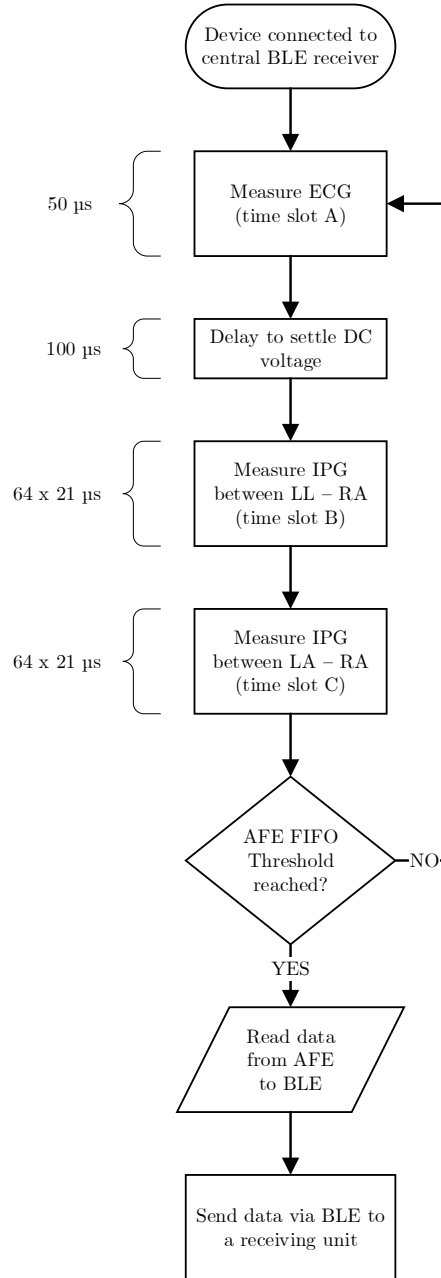 Device connected to
central BLE receiver
50 µs
Measure ECG
(time slot A)
100 µs
Delay to settle DC
voltage
64 x 21 µs
Measure IPG
between LL – RA
(time slot B)
64 x 21 µs
Measure IPG
between LA – RA
(time slot C)
AFE FIFO
Threshold
reached?
NO
YES
Read data
from AFE
to BLE
Send data via BLE to
a receiving unit